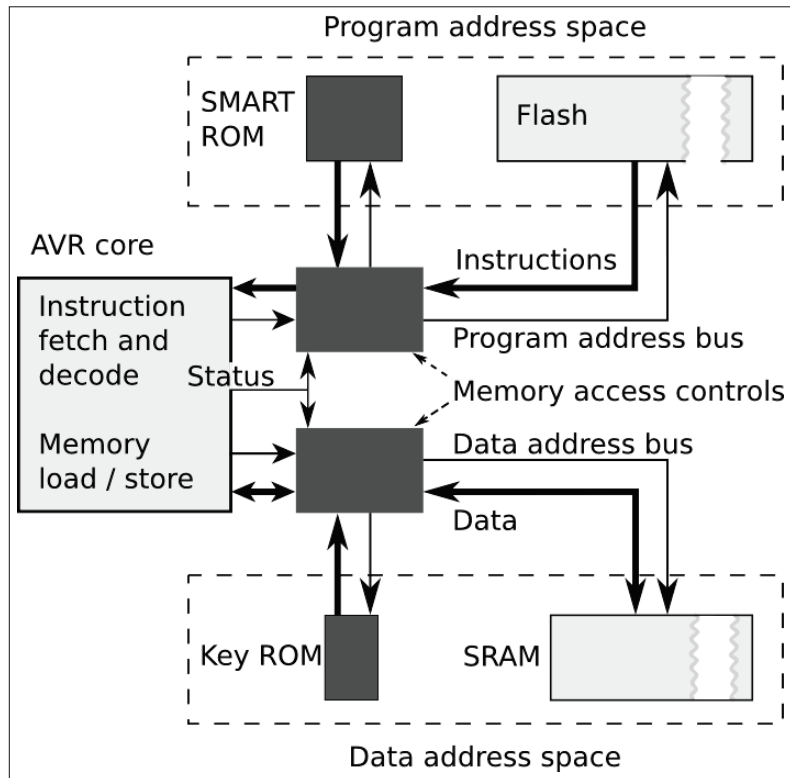 Program address space
SMART
ROM
Flash
AVR core
Instructions
Instruction
fetch and
decode
Program address bus
Status
Memory access controls
Memory
load / store
Data address bus
Data
Key ROM
SRAM
Data address space